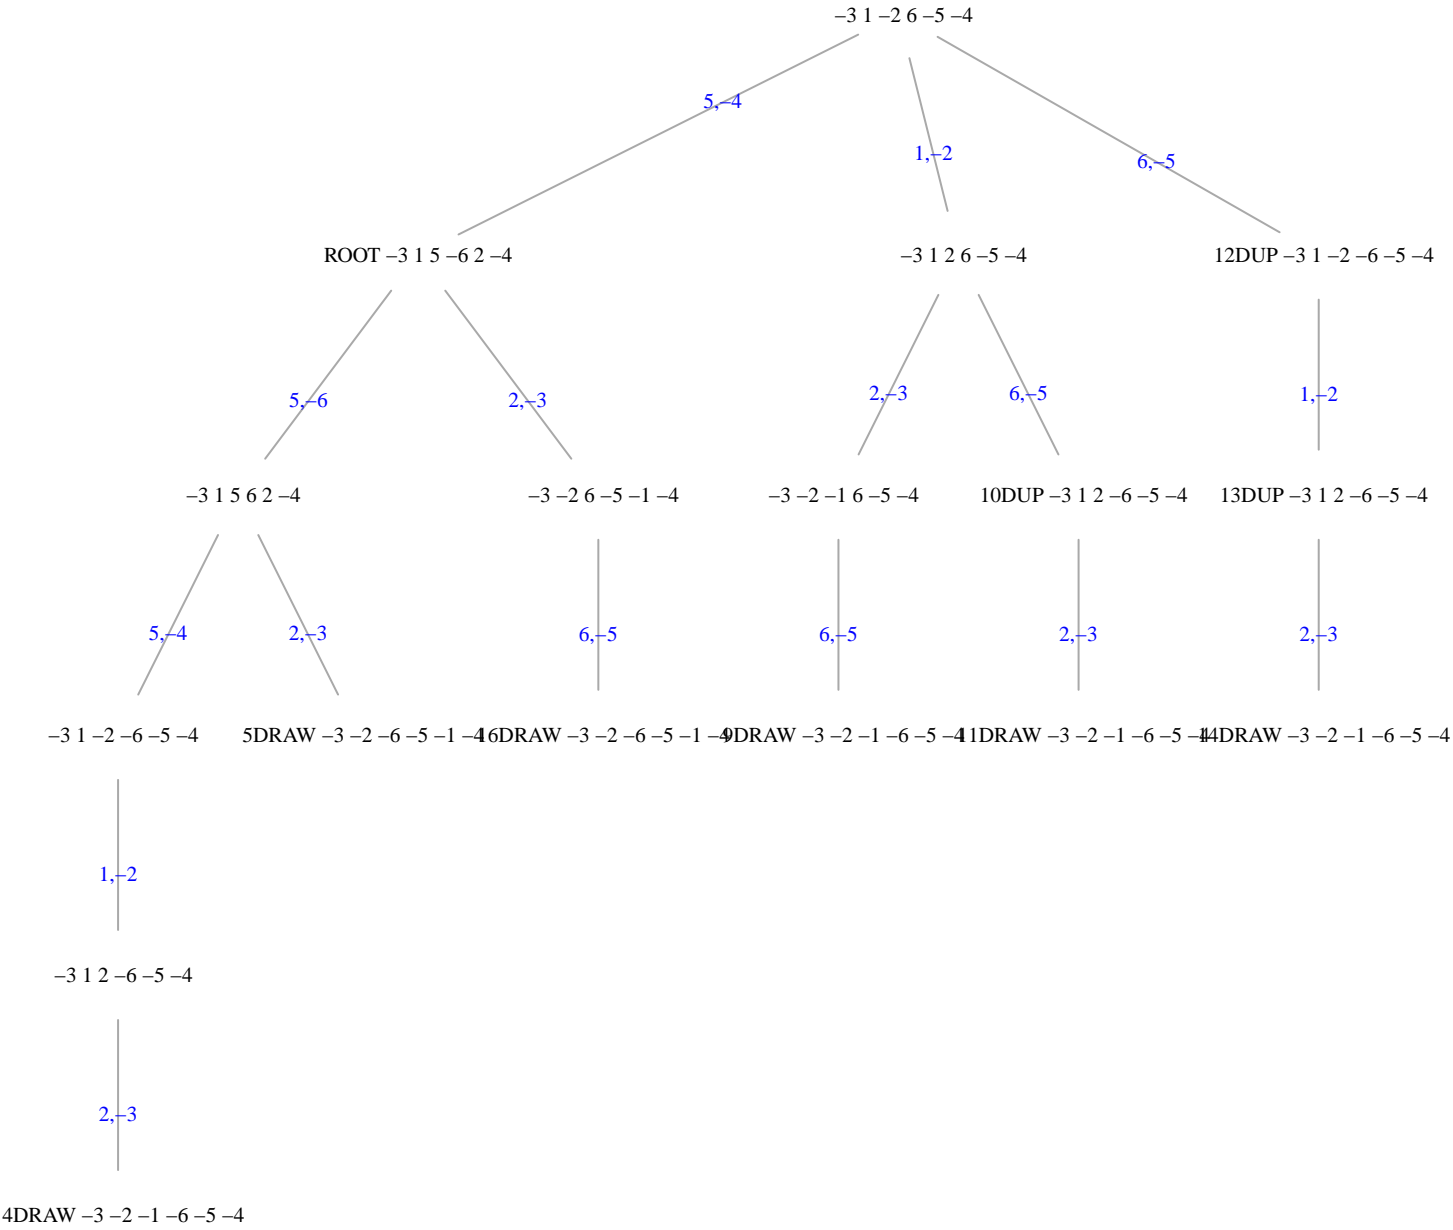 –3 1 –2 6 –5 –4
5,–4
1,–2
6,–5
ROOT –3 1 5 –6 2 –4
–3 1 2 6 –5 –4
12DUP –3 1 –2 –6 –5 –4
5,–6
2,–3
2,–3
6,–5
1,–2
–3 1 5 6 2 –4
–3 –2 6 –5 –1 –4
–3 –2 –1 6 –5 –4
10DUP –3 1 2 –6 –5 –4
13DUP –3 1 2 –6 –5 –4
5,–4
2,–3
6,–5
6,–5
2,–3
2,–3
–3 1 –2 –6 –5 –4
5DRAW –3 –2 –6 –5 –1 –4
16DRAW –3 –2 –6 –5 –1 –4
9DRAW –3 –2 –1 –6 –5 –4
11DRAW –3 –2 –1 –6 –5 –4
14DRAW –3 –2 –1 –6 –5 –4
1,–2
–3 1 2 –6 –5 –4
2,–3
4DRAW –3 –2 –1 –6 –5 –4